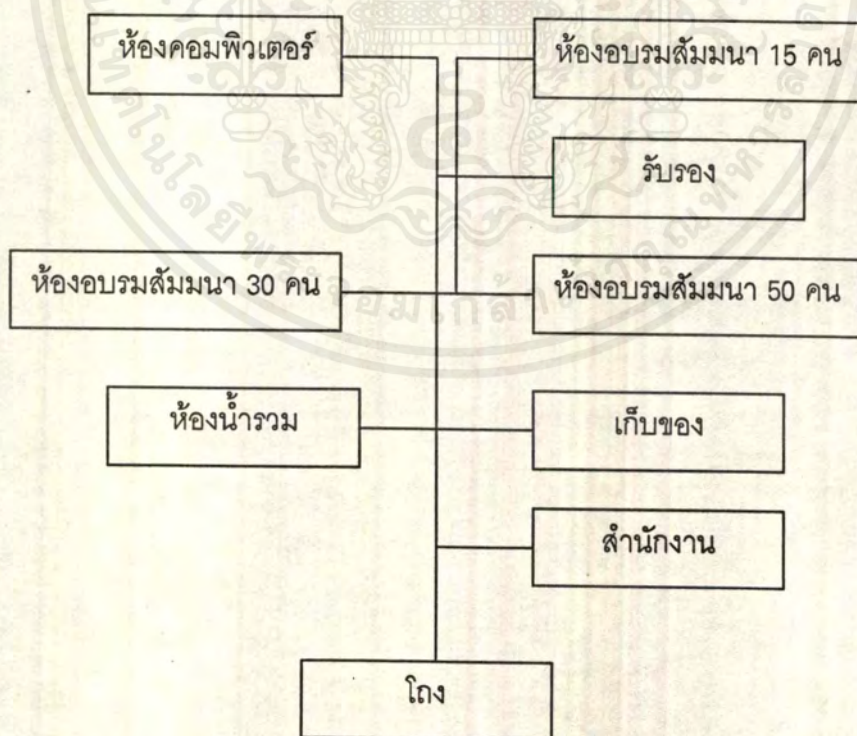 ห้องคอมพิวเตอร์
ห้องอบรมสัมมนา 15 คน
รับรอง
ห้องอบรมสัมมนา 30 คน
ห้องอบรมสัมมนา 50 คน
ห้องน้ำรวม
เก็บของ
สำนักงาน
โถง